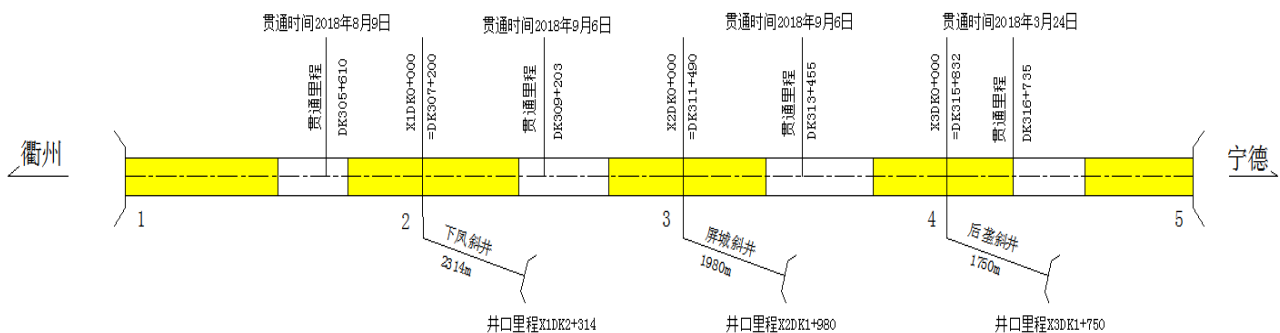 贯通时间2018年8月9日
贯通时间2018年9月6日
贯通时间2018年9月6日
贯通时间2018年3月24日
贯通里程
DK305+610
X1DK0+000
=DK307+200
贯通里程
DK309+203
X2DK0+000
=DK311+490
贯通里程
DK313+455
X3DK0+000
=DK315+832
贯通里程
DK316+735
衢州
宁德
1
2
3
4
5
下凤斜井
2314m
屏城斜井
1980m
后垄斜井
1750m
井口里程X1DK2+314
井口里程X2DK1+980
井口里程X3DK1+750